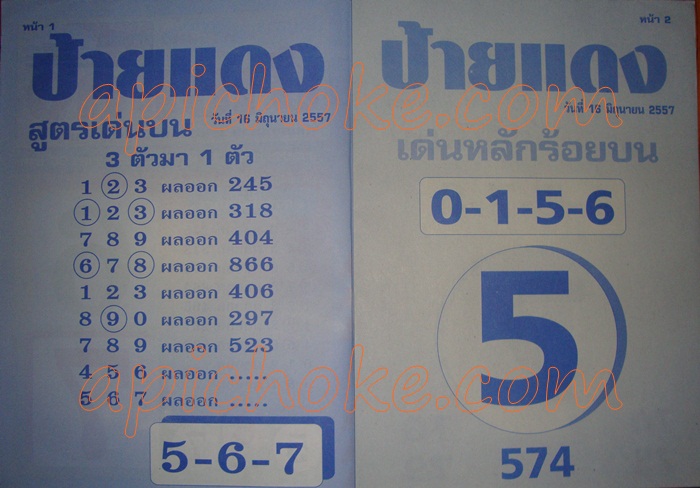 หน้า 1
ป้ายแดง
สูตรเด่นบน
วันที่ 16 มิถุนายน 2557
3 ตัวมา 1 ตัว
1 2 3 ผลออก 245
1 2 3 ผลออก 318
7 8 9 ผลออก 404
6 7 8 ผลออก 866
1 2 3 ผลออก 406
8 9 0 ผลออก 297
7 8 9 ผลออก 523
4 5 6 ผลออก .....
5 6 7 ผลออก .....
5-6-7
หน้า 2
ป้ายแดง
วันที่ 16 มิถุนายน 2557
เด่นหลักร้อยบน
0-1-5-6
5
574
apichoke.com
apichoke.com
apichoke.com
apichoke.com